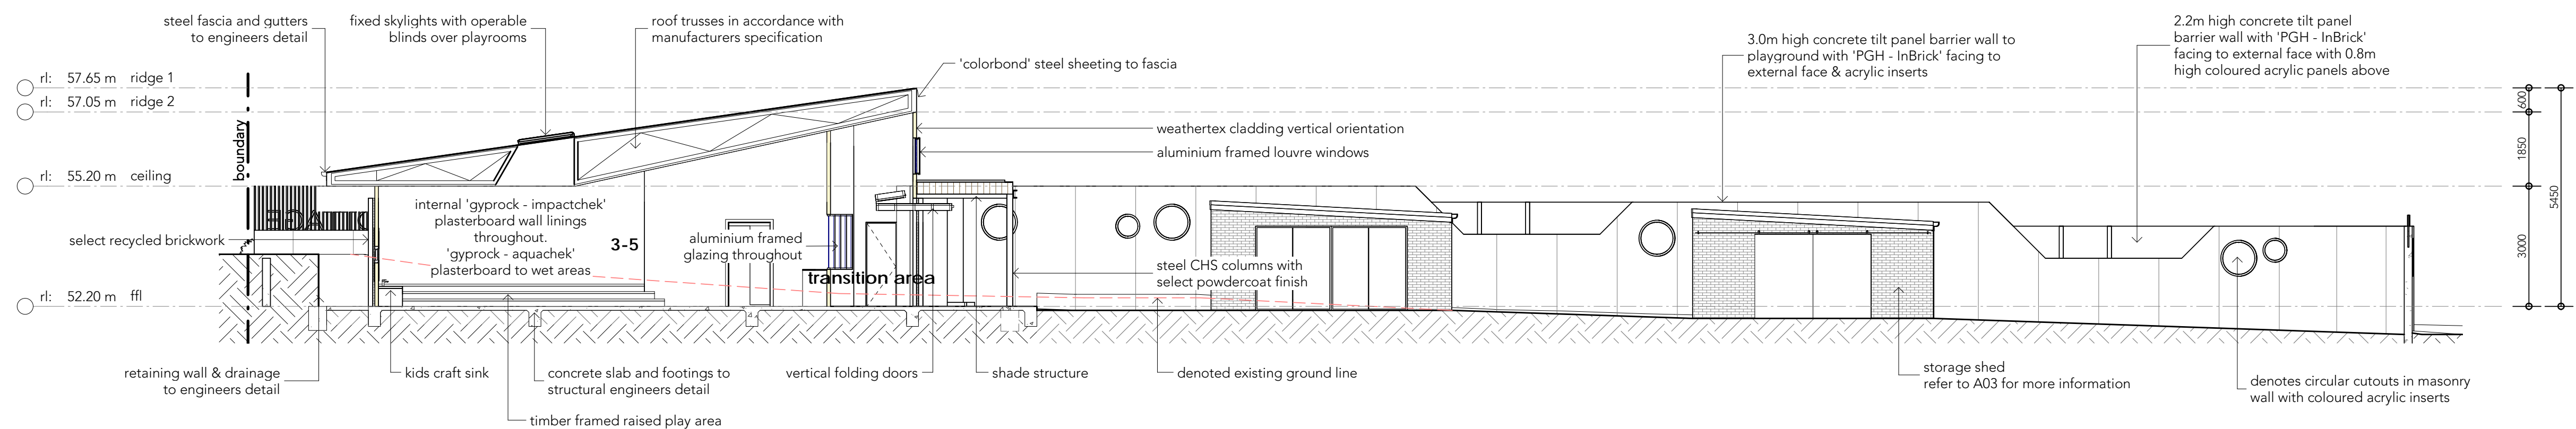 steel fascia and gutters
to engineers detail
fixed skylights with operable
blinds over playrooms
roof trusses in accordance with
manufacturers specification
'colorbond' steel sheeting to fascia
3.0m high concrete tilt panel barrier wall to
playground with 'PGH - InBrick' facing to
external face & acrylic inserts
2.2m high concrete tilt panel
barrier wall with 'PGH - InBrick'
facing to external face with 0.8m
high coloured acrylic panels above
rl: 57.65 m ridge 1
rl: 57.05 m ridge 2
rl: 55.20 m ceiling
rl: 52.20 m ffl
boundary
weathertex cladding vertical orientation
aluminium framed louvre windows
select recycled brickwork
internal 'gyprock - impactchek'
plasterboard wall linings
throughout.
'gyprock - aquachek'
plasterboard to wet areas
3-5
aluminium framed
glazing throughout
transition area
steel CHS columns with
select powdercoat finish
600
1850
3000
5450
retaining wall & drainage
to engineers detail
kids craft sink
concrete slab and footings to
structural engineers detail
timber framed raised play area
vertical folding doors
shade structure
denoted existing ground line
storage shed
refer to A03 for more information
denotes circular cutouts in masonry
wall with coloured acrylic inserts